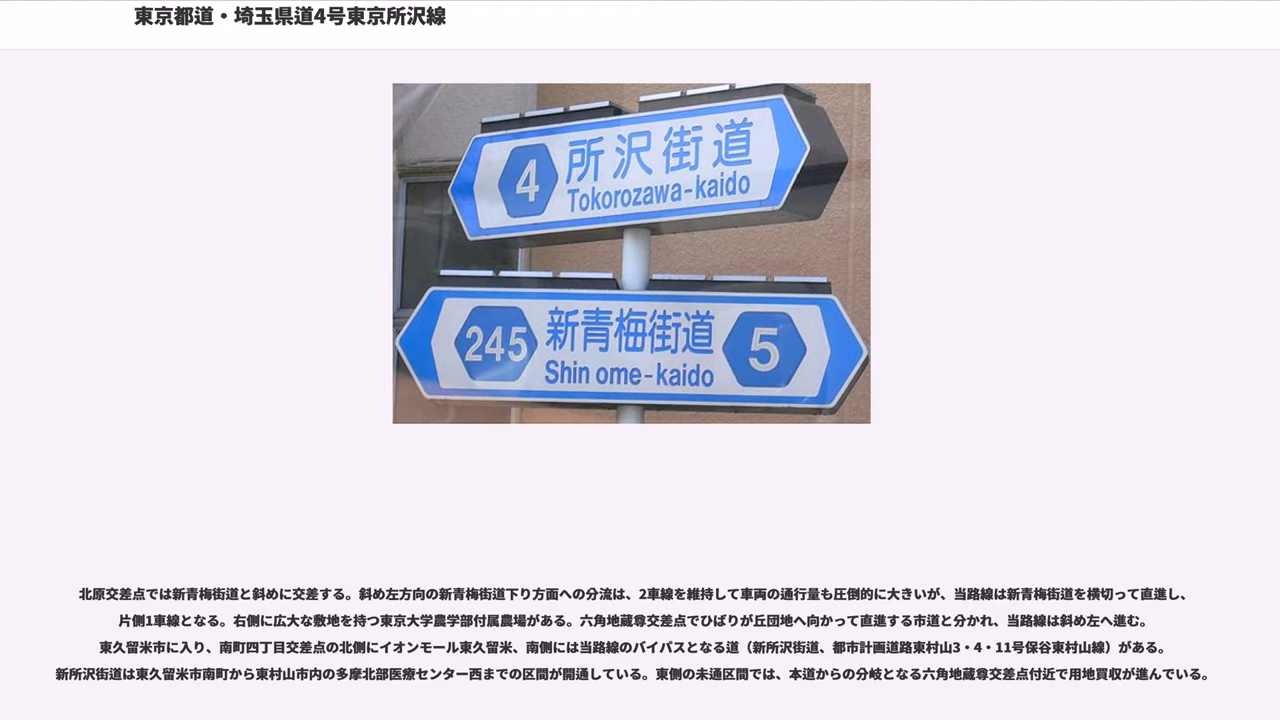 東京都道・埼玉県道4号東京所沢線
4 所沢街道
Tokorozawa-kaido
245 新青梅街道 5
Shin ome-kaido
北原交差点では新青梅街道と斜めに交差する。斜め左方向の新青梅街道下り方面への分流は、2車線を維持して車両の通行量も圧倒的に大きいが、当路線は新青梅街道を横切って直進し、
片側1車線となる。右側に広大な敷地を持つ東京大学農学部付属農場がある。六角地蔵尊交差点でひばりが丘団地へ向かって直進する市道と分かれ、当路線は斜め左へ進む。
東久留米市に入り、南町四丁目交差点の北側にイオンモール東久留米、南側には当路線のバイパスとなる道（新所沢街道、都市計画道路東村山3・4・11号保谷東村山線）がある。
新所沢街道は東久留米市南町から東村山市内の多摩北部医療センター西までの区間が開通している。東側の未通区間では、本道からの分岐となる六角地蔵尊交差点付近で用地買収が進んでいる。